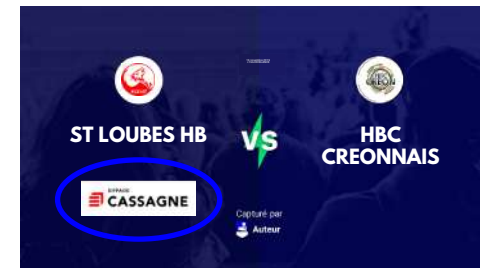 ST LOUBES HB
VS
HBC
CREONNAIS
CASSAGNE
Capturé par
Auteur